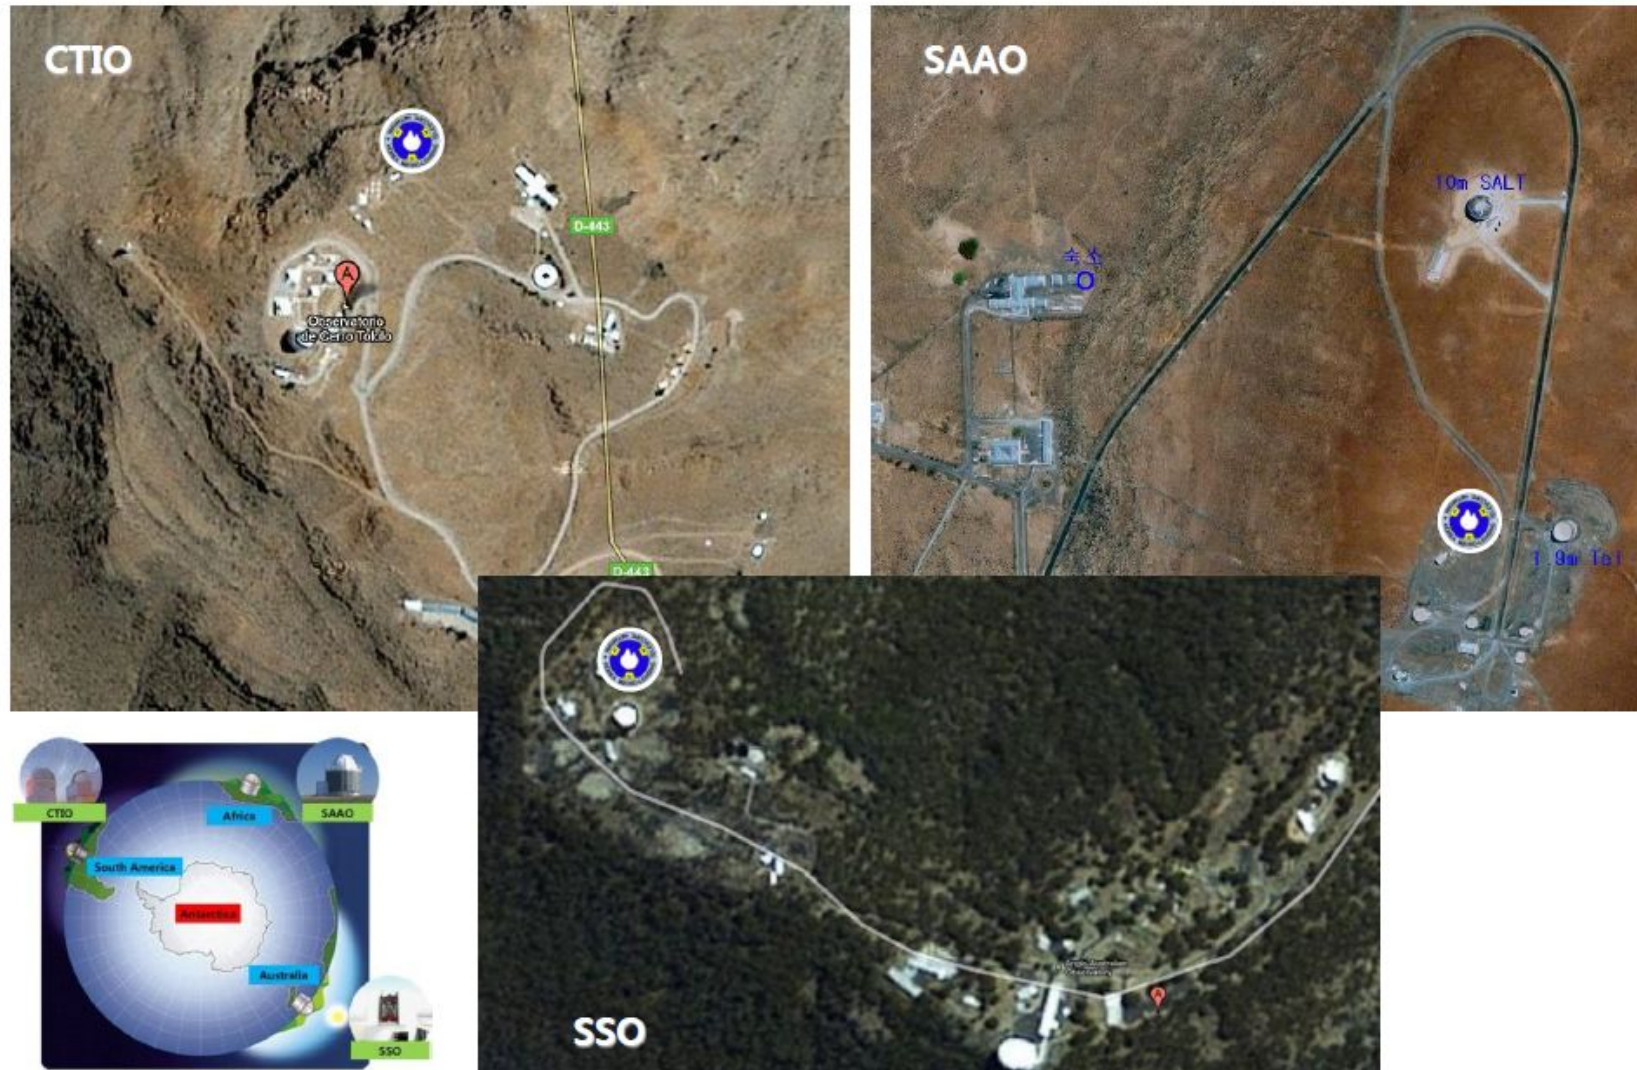 CTIO
D-443
A
Observatorio
de Cerro Tololo
D-443
SAAO
10m SALT
숙소
1.9m Tel
SSO
A
CTIO
SAAO
Africa
South America
Antarctica
Australia
SSO